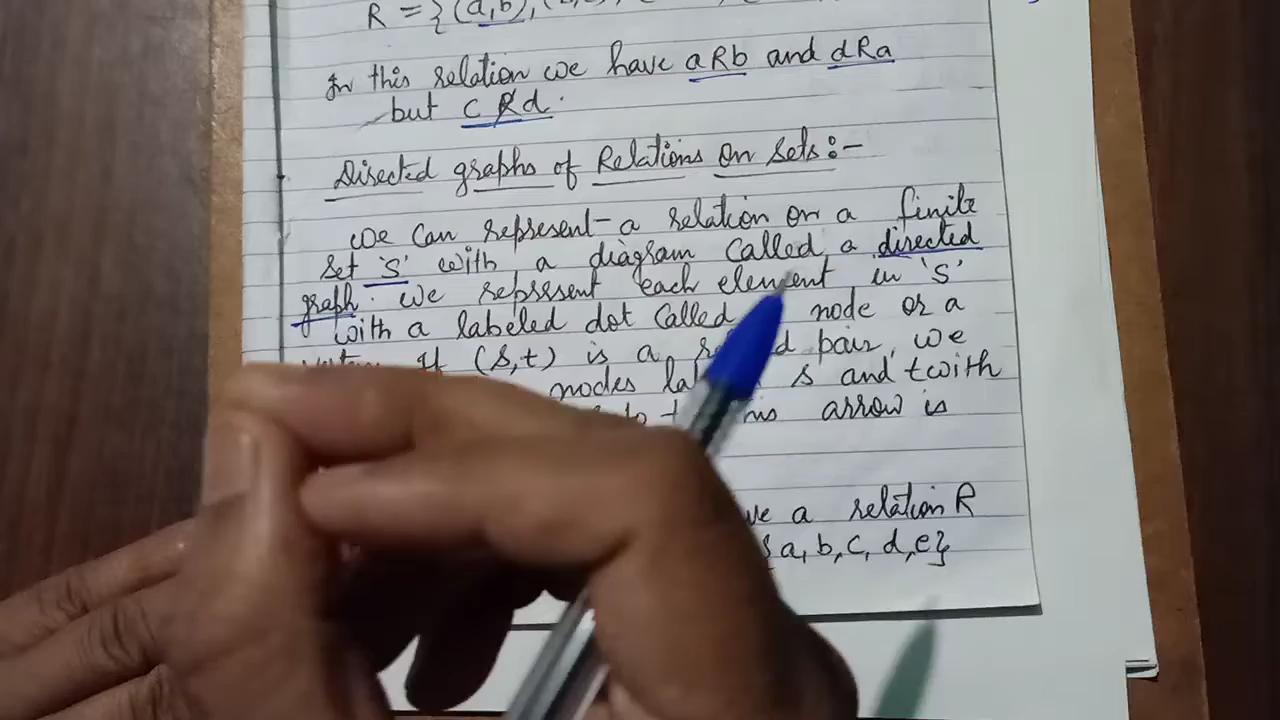 R = {(a,b),
In this relation we have aRb and dRa
but c R̸ d.
Directed graphs of Relations on Sets:-
We can represent a relation on a finite
set 'S' with a diagram called a directed
graph. We represent each element in 'S'
with a labeled dot called node or a
If (s,t) is a pair, we
nodes s and t with
to arrow is
a relation R
{a, b, c, d, e}